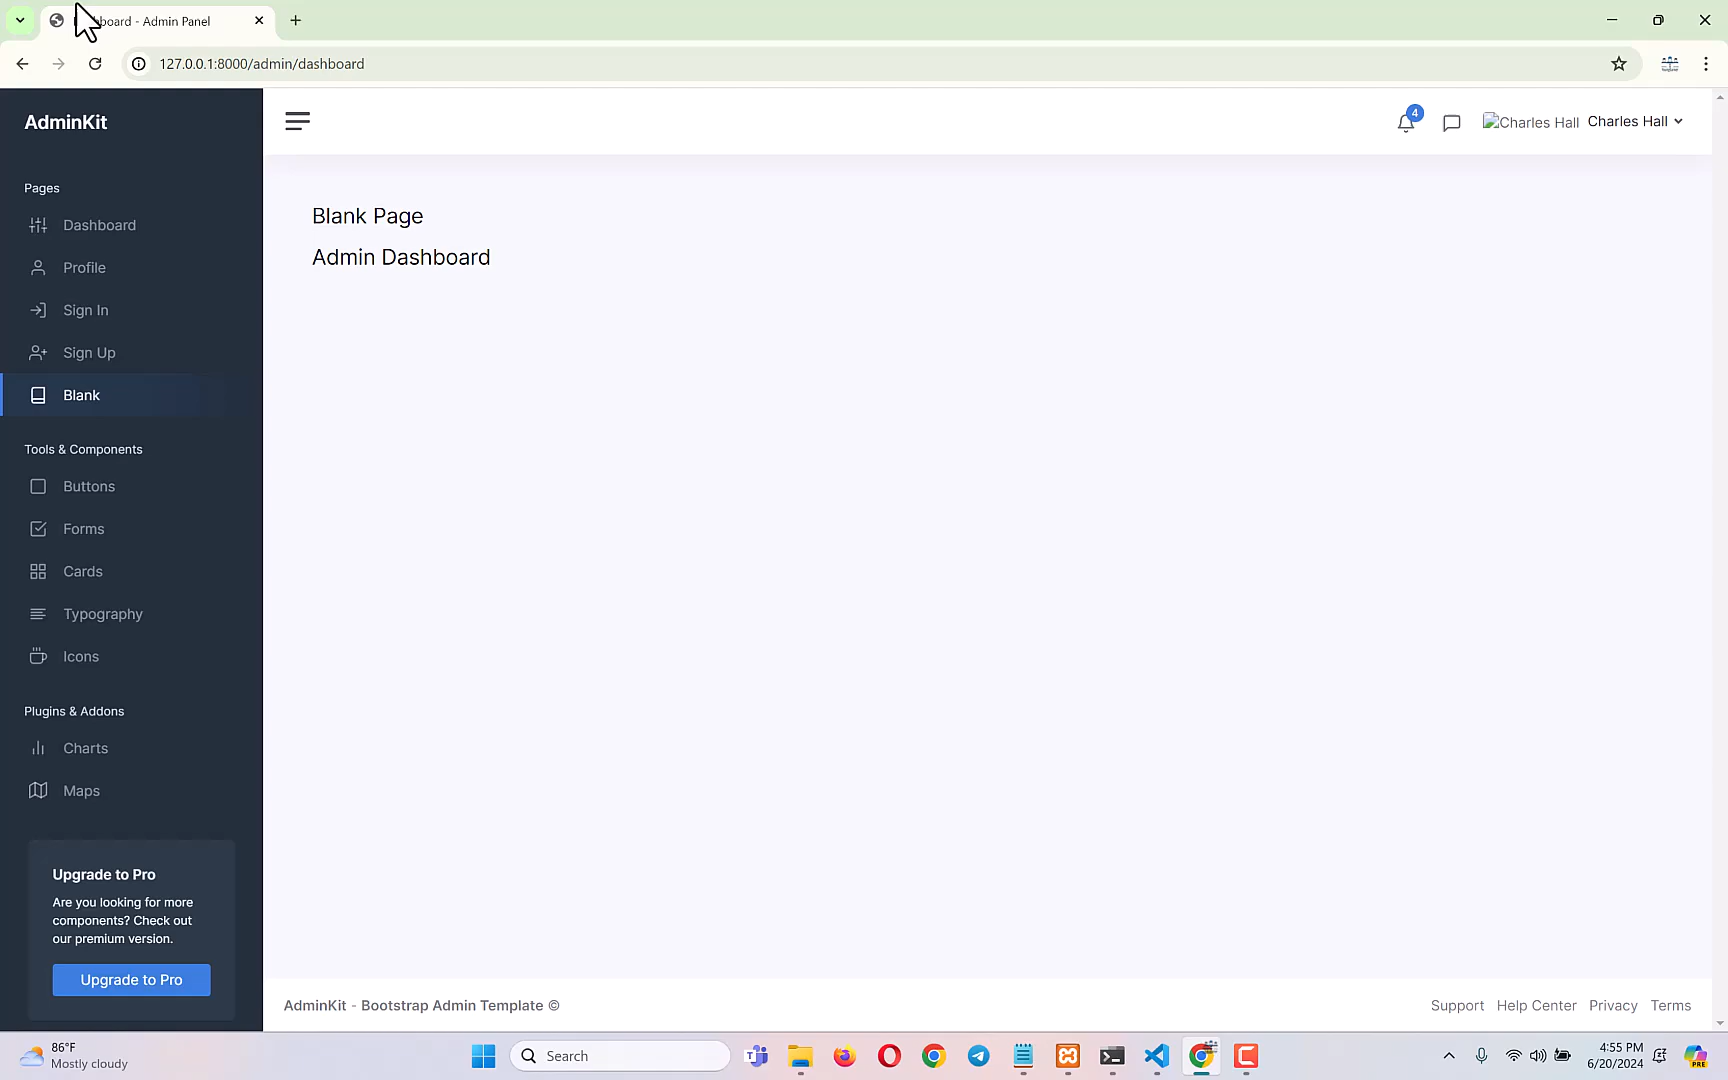 board - Admin Panel
127.0.0.1:8000/admin/dashboard
AdminKit
4
Charles Hall
Charles Hall
Pages
Dashboard
Profile
Sign In
Sign Up
Blank
Tools & Components
Buttons
Forms
Cards
Typography
Icons
Plugins & Addons
Charts
Maps
Upgrade to Pro
Are you looking for more
components? Check out
our premium version.
Upgrade to Pro
Blank Page
Admin Dashboard
AdminKit - Bootstrap Admin Template ©
Support Help Center Privacy Terms
86°F
Mostly cloudy
Search
4:55 PM
6/20/2024
PRE